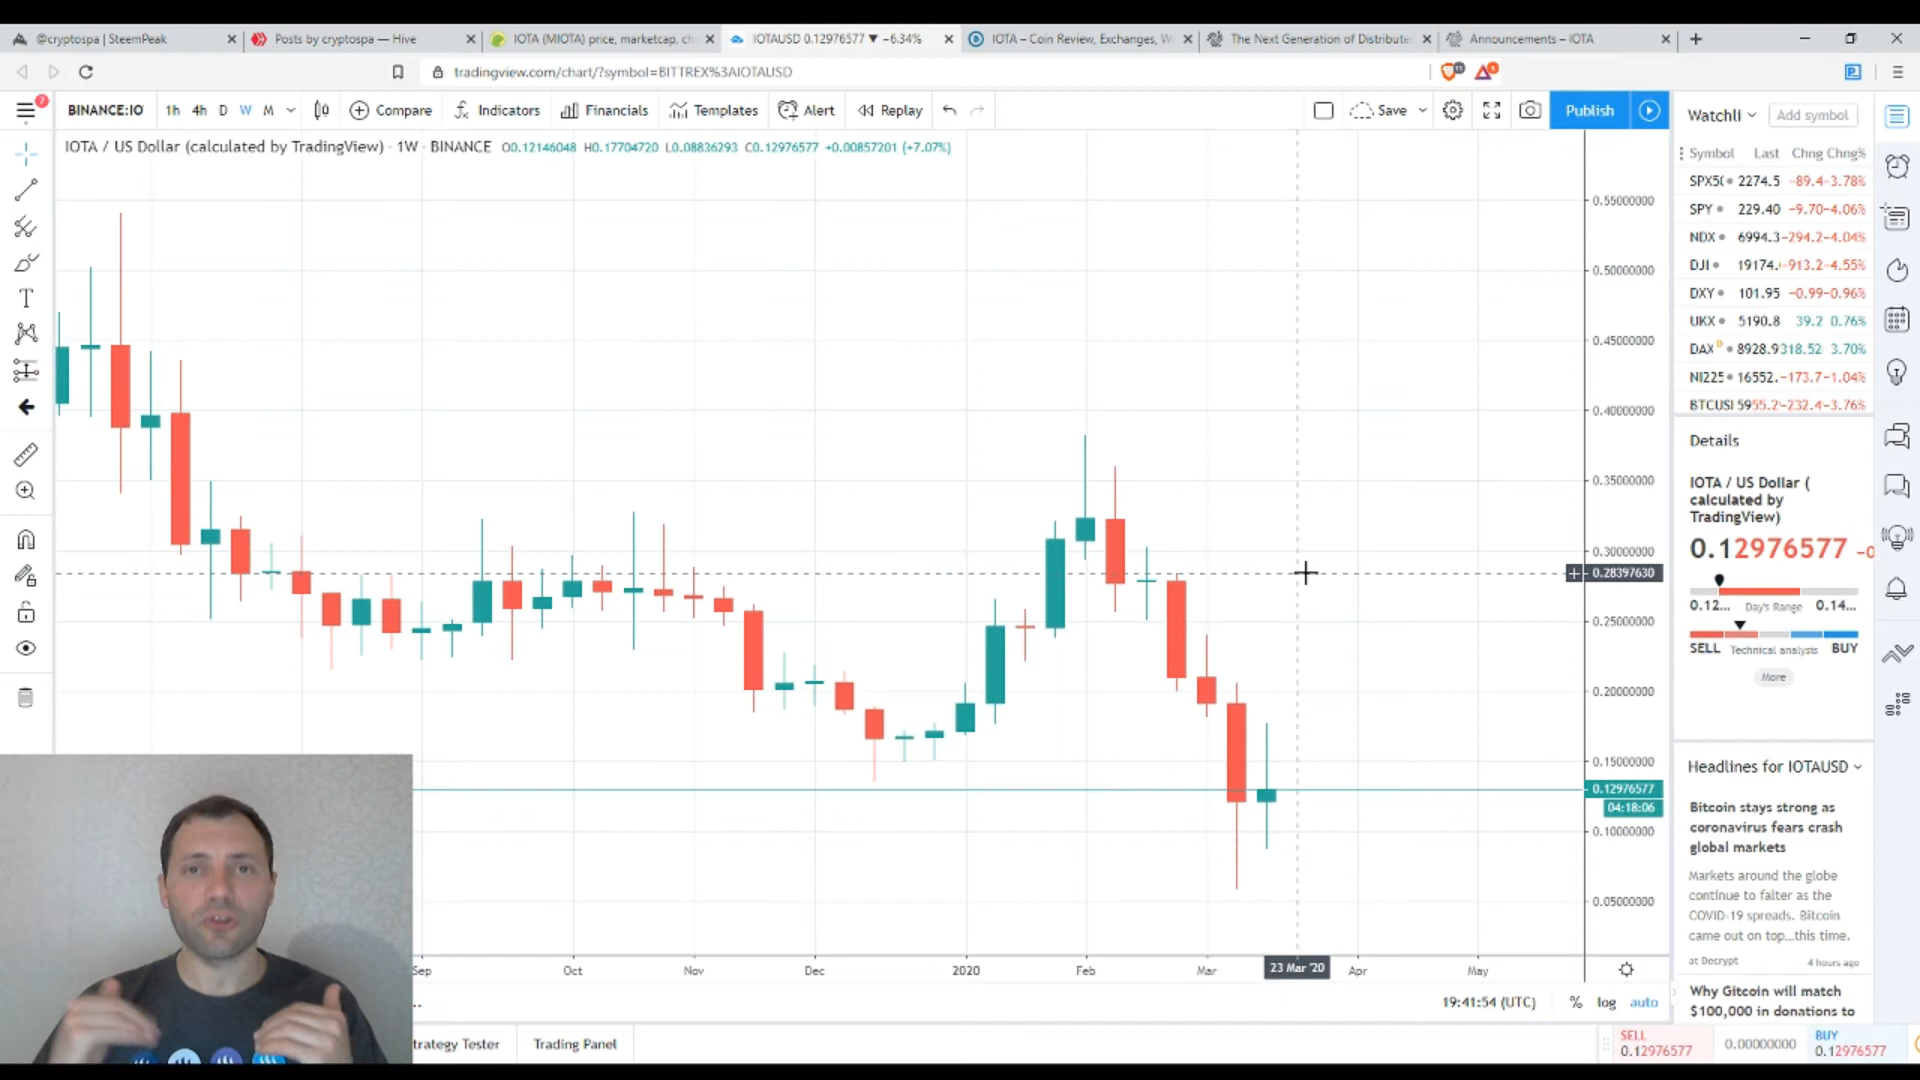 @cryptospa | SteemPeak
Posts by cryptospa — Hive
IOTA (MIOTA) price, marketcap, ch
IOTAUSD 0.12976577 ▼ −6.34%
IOTA – Coin Review, Exchanges, W
The Next Generation of Distribute
Announcements – IOTA
tradingview.com/chart/?symbol=BITTREX%3AIOTAUSD
7
BINANCE:IO
1h 4h D W M
Compare
Indicators
Financials
Templates
Alert
Replay
Save
Publish
IOTA / US Dollar (calculated by TradingView) · 1W · BINANCE O0.12146048 H0.17704720 L0.08836293 C0.12976577 +0.00857201 (+7.07%)
0.55000000
0.50000000
0.45000000
0.40000000
0.35000000
0.30000000
0.28397630
0.25000000
0.20000000
0.15000000
0.12976577
04:18:06
0.10000000
0.05000000
Sep Oct Nov Dec 2020 Feb Mar 23 Mar '20 Apr May
19:41:54 (UTC) % log auto
trategy Tester
Trading Panel
Watchli
Add symbol
Symbol Last Chng Chng%
SPX5( 2274.5 −89.4 −3.78%
SPY 229.40 −9.70 −4.06%
NDX 6994.3 −294.2 −4.04%
DJI 19174. −913.2 −4.55%
DXY 101.95 −0.99 −0.96%
UKX 5190.8 39.2 0.76%
DAX D 8928.9 318.52 3.70%
NI225 16552. −173.7 −1.04%
BTCUSI 5955.2 −232.4 −3.76%
Details
IOTA / US Dollar (
calculated by
TradingView)
0.12976577 −0
0.12... Day's Range 0.14...
SELL Technical analysis BUY
More
Headlines for IOTAUSD
Bitcoin stays strong as
coronavirus fears crash
global markets
Markets around the globe
continue to falter as the
COVID-19 spreads. Bitcoin
came out on top...this time.
at Decrypt 4 hours ago
Why Gitcoin will match
$100,000 in donations to
SELL
0.12976577
0.00000000
BUY
0.12976577